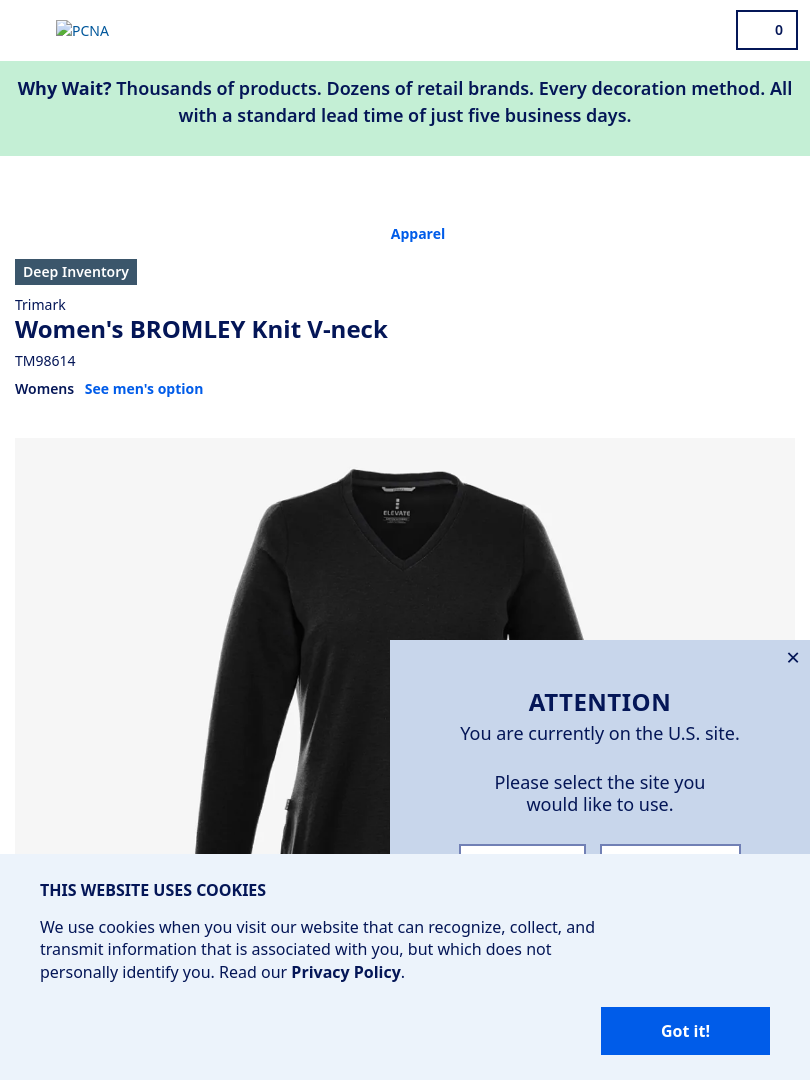 PCNA
0
Why Wait? Thousands of products. Dozens of retail brands. Every decoration method. All
with a standard lead time of just five business days.
Apparel
Deep Inventory
Trimark
Women's BROMLEY Knit V-neck
TM98614
Womens See men's option
ELEVATE
✕
ATTENTION
You are currently on the U.S. site.
Please select the site you
would like to use.
THIS WEBSITE USES COOKIES
We use cookies when you visit our website that can recognize, collect, and
transmit information that is associated with you, but which does not
personally identify you. Read our Privacy Policy.
Got it!